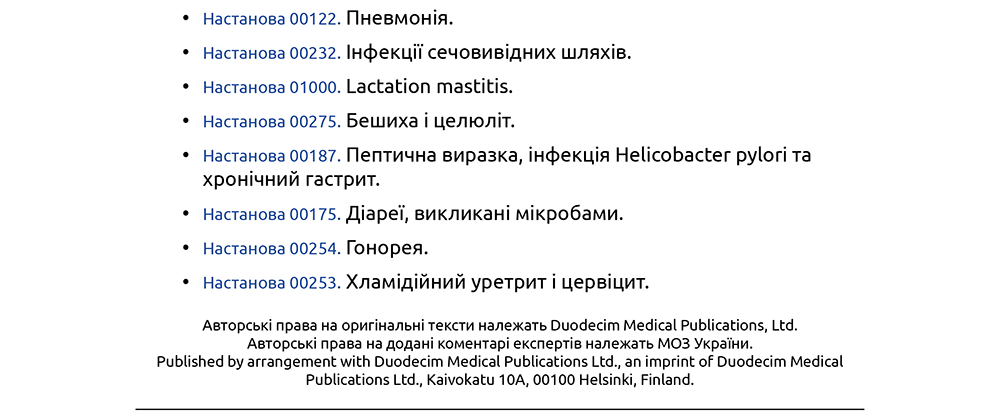 • Настанова 00122. Пневмонія.
• Настанова 00232. Інфекції сечовивідних шляхів.
• Настанова 01000. Lactation mastitis.
• Настанова 00275. Бешиха і целюліт.
• Настанова 00187. Пептична виразка, інфекція Helicobacter pylori та
хронічний гастрит.
• Настанова 00175. Діареї, викликані мікробами.
• Настанова 00254. Гонорея.
• Настанова 00253. Хламідійний уретрит і цервіцит.
Авторські права на оригінальні тексти належать Duodecim Medical Publications, Ltd.
Авторські права на додані коментарі експертів належать МОЗ України.
Published by arrangement with Duodecim Medical Publications Ltd., an imprint of Duodecim Medical
Publications Ltd., Kaivokatu 10A, 00100 Helsinki, Finland.